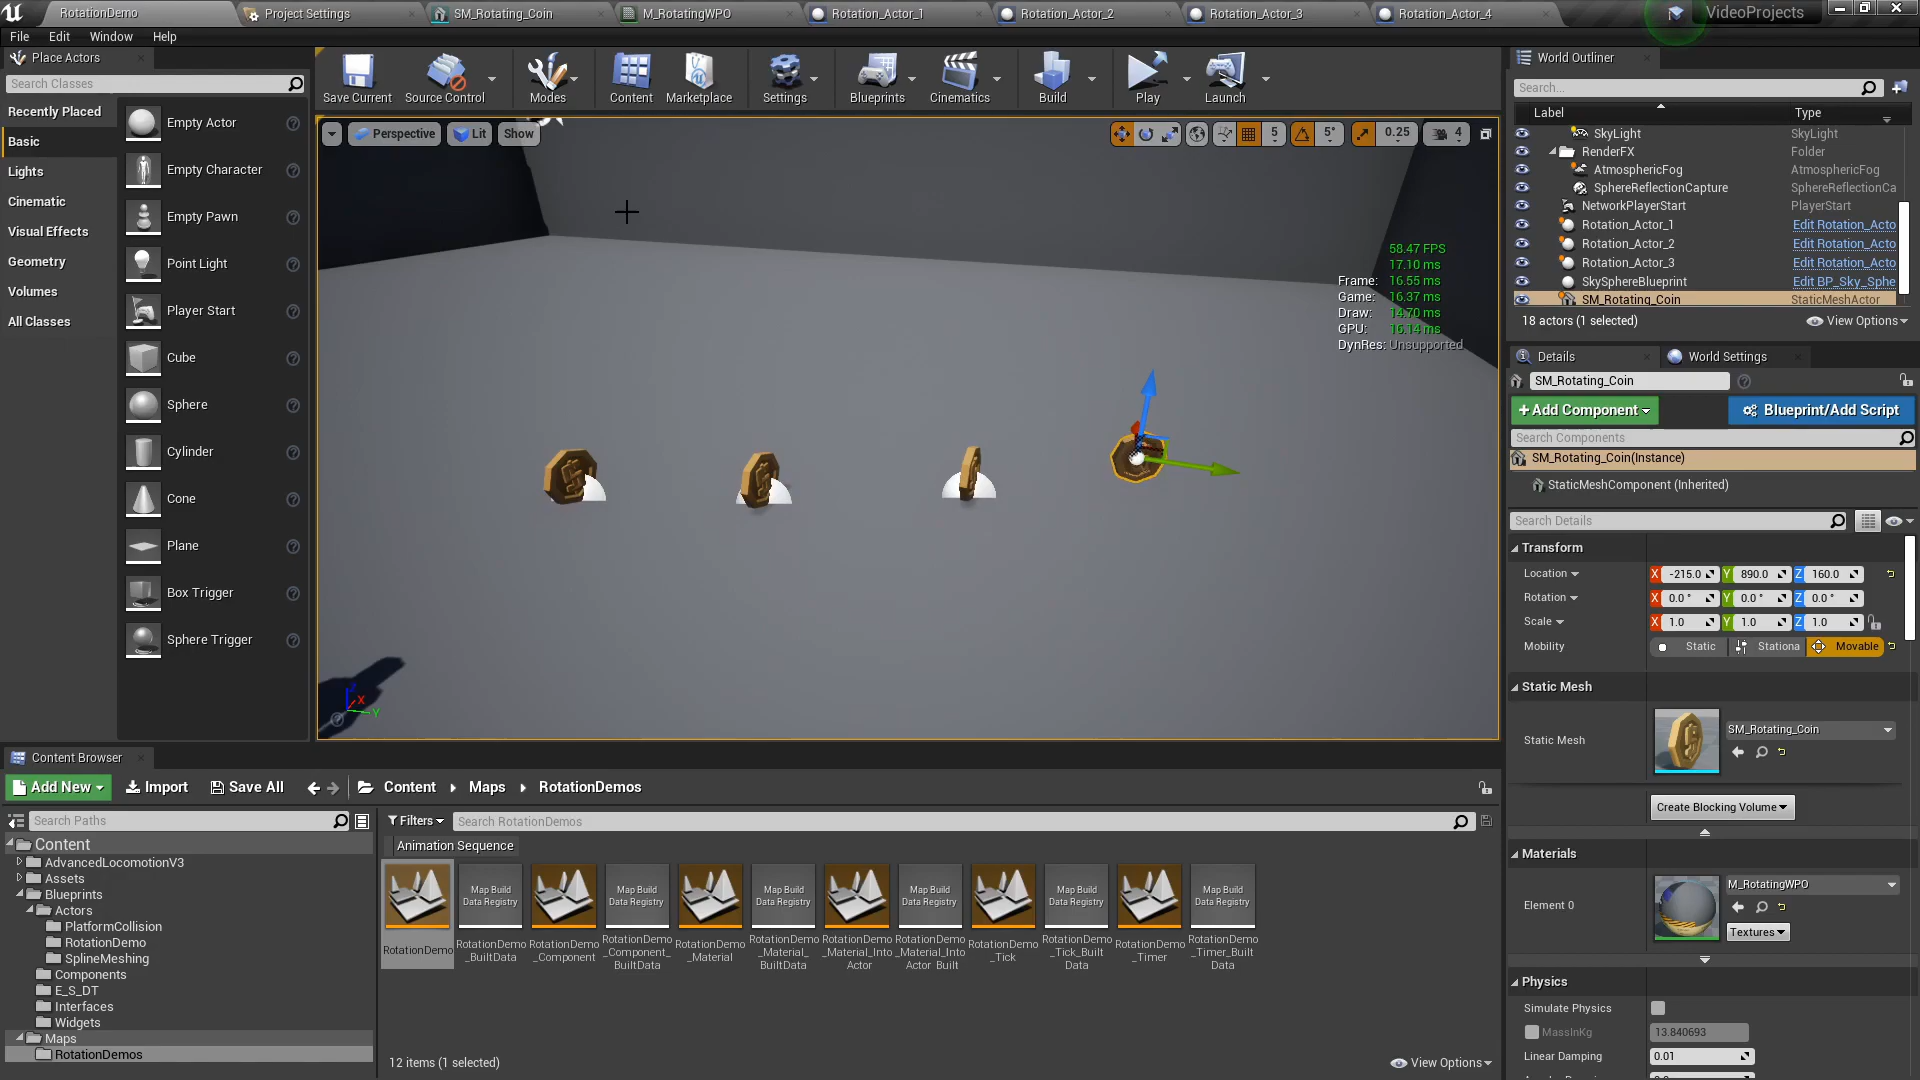 RotationDemo
Project Settings
SM_Rotating_Coin
M_RotatingWPO
Rotation_Actor_1
Rotation_Actor_2
Rotation_Actor_3
Rotation_Actor_4
VideoProjects
File Edit Window Help
Place Actors
Search Classes
Recently Placed
Basic
Lights
Cinematic
Visual Effects
Geometry
Volumes
All Classes
Empty Actor
Empty Character
Empty Pawn
Point Light
Player Start
Cube
Sphere
Cylinder
Cone
Plane
Box Trigger
Sphere Trigger
Save Current
Source Control
Modes
Content
Marketplace
Settings
Blueprints
Cinematics
Build
Play
Launch
Perspective
Lit
Show
5
5°
0.25
4
58.47 FPS
17.10 ms
Frame: 16.55 ms
Game: 16.37 ms
Draw: 14.70 ms
GPU: 16.14 ms
DynRes: Unsupported
X
Y
World Outliner
Search...
Label Type
SkyLight SkyLight
RenderFX Folder
AtmosphericFog AtmosphericFog
SphereReflectionCapture SphereReflectionCa
NetworkPlayerStart PlayerStart
Rotation_Actor_1 Edit Rotation_Acto
Rotation_Actor_2 Edit Rotation_Acto
Rotation_Actor_3 Edit Rotation_Acto
SkySphereBlueprint Edit BP_Sky_Sphe
SM_Rotating_Coin StaticMeshActor
18 actors (1 selected)
View Options
Details
World Settings
SM_Rotating_Coin
+Add Component
Blueprint/Add Script
Search Components
SM_Rotating_Coin(Instance)
StaticMeshComponent (Inherited)
Search Details
Transform
Location X -215.0 Y 890.0 Z 160.0
Rotation X 0.0 ° Y 0.0 ° Z 0.0 °
Scale X 1.0 Y 1.0 Z 1.0
Mobility Static Stationa Movable
Static Mesh
Static Mesh
SM_Rotating_Coin
Create Blocking Volume
Materials
Element 0
M_RotatingWPO
Textures
Physics
Simulate Physics
MassInKg 13.840693
Linear Damping 0.01
Content Browser
Add New
Import
Save All
Content
Maps
RotationDemos
Search Paths
Content
AdvancedLocomotionV3
Assets
Blueprints
Actors
PlatformCollision
RotationDemo
SplineMeshing
Components
E_S_DT
Interfaces
Widgets
Maps
RotationDemos
Filters
Search RotationDemos
Animation Sequence
RotationDemo
Map Build
Data Registry
RotationDemo
_BuiltData
RotationDemo
_Component
Map Build
Data Registry
RotationDemo
_Component_
BuiltData
RotationDemo
_Material
Map Build
Data Registry
RotationDemo
_Material_
BuiltData
RotationDemo
_Material_Into
Actor
Map Build
Data Registry
RotationDemo
_Material_Into
Actor_Built
RotationDemo
_Tick
Map Build
Data Registry
RotationDemo
_Tick_Built
Data
RotationDemo
_Timer
Map Build
Data Registry
RotationDemo
_Timer_Built
Data
12 items (1 selected)
View Options